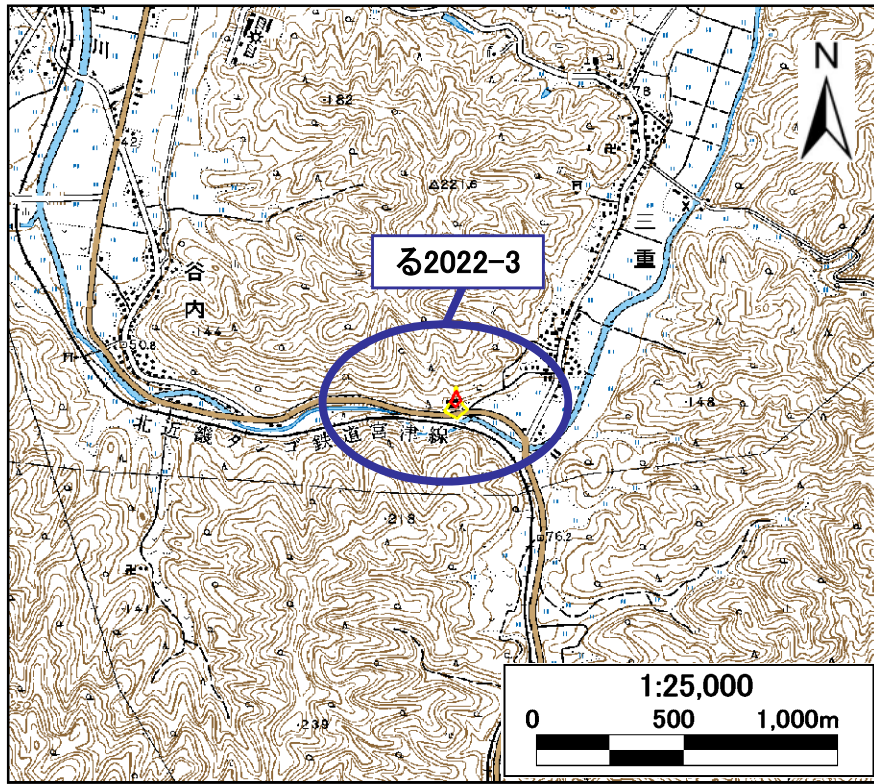 川
・182
78
N
42
△221.6
三重
る2022-3
谷内
・144
50.8
・148
北近畿タンゴ鉄道宮津線
・218
76.2
・141
・239
1:25,000
0 500 1,000m